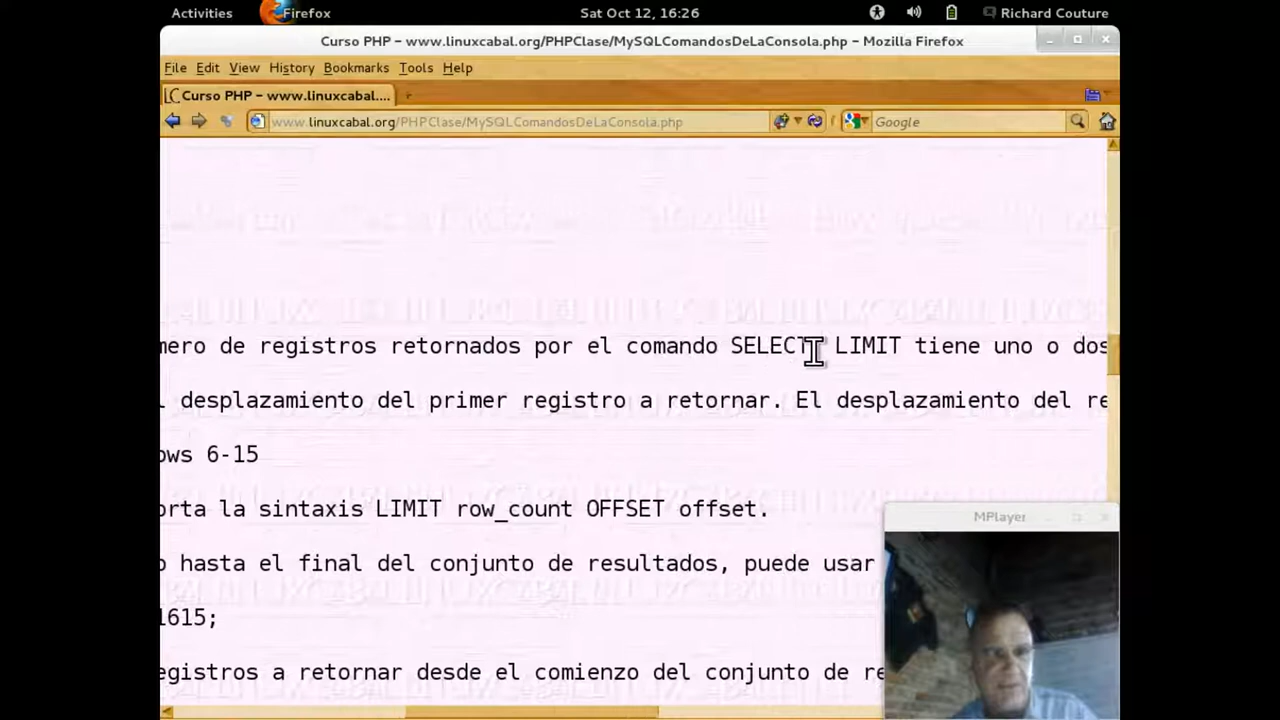 Activities Firefox Sat Oct 12, 16:26 Richard Couture
Curso PHP – www.linuxcabal.org/PHPClase/MySQLComandosDeLaConsola.php – Mozilla Firefox
File Edit View History Bookmarks Tools Help
Curso PHP – www.linuxcabal.org....
www.linuxcabal.org/PHPClase/MySQLComandosDeLaConsola.php Google
mero de registros retornados por el comando SELECT. LIMIT tiene uno o dos
l desplazamiento del primer registro a retornar. El desplazamiento del re
ows 6-15
orta la sintaxis LIMIT row_count OFFSET offset.
o hasta el final del conjunto de resultados, puede usar
1615;
egistros a retornar desde el comienzo del conjunto de re
MPlayer